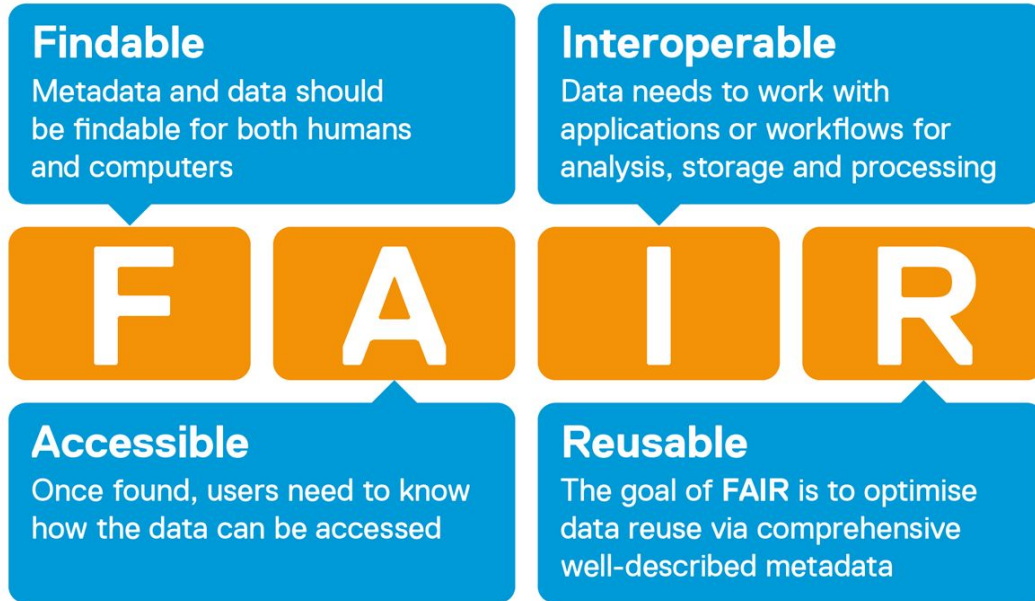 Findable
Metadata and data should
be findable for both humans
and computers
Interoperable
Data needs to work with
applications or workflows for
analysis, storage and processing
F A I R
Accessible
Once found, users need to know
how the data can be accessed
Reusable
The goal of FAIR is to optimise
data reuse via comprehensive
well-described metadata